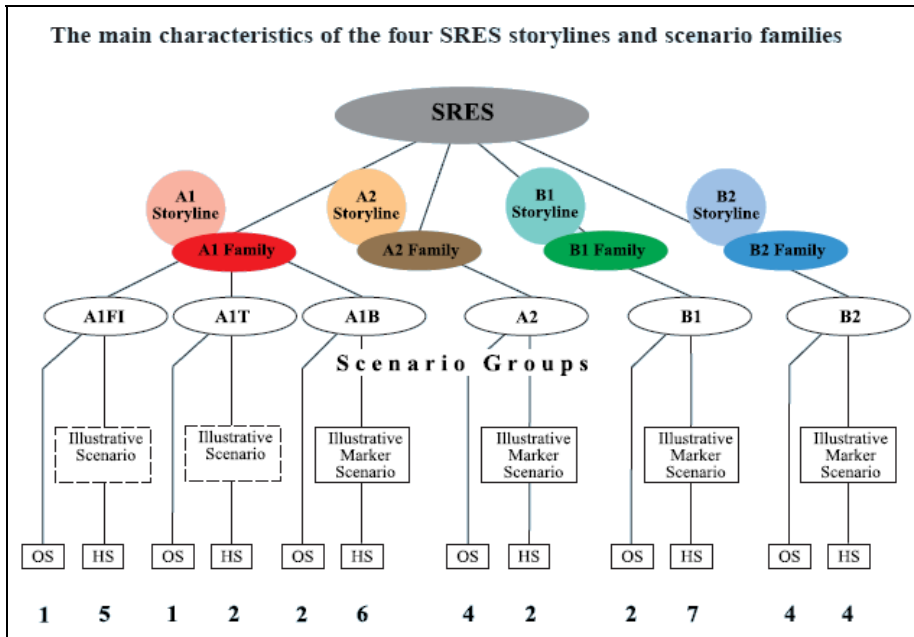 The main characteristics of the four SRES storylines and scenario families
SRES
A1
Storyline
A2
Storyline
B1
Storyline
B2
Storyline
A1 Family
A2 Family
B1 Family
B2 Family
A1FI
A1T
A1B
A2
B1
B2
Scenario Groups
Illustrative
Scenario
Illustrative
Scenario
Illustrative
Marker
Scenario
Illustrative
Marker
Scenario
Illustrative
Marker
Scenario
Illustrative
Marker
Scenario
OS
HS
OS
HS
OS
HS
OS
HS
OS
HS
OS
HS
1
5
1
2
2
6
4
2
2
7
4
4